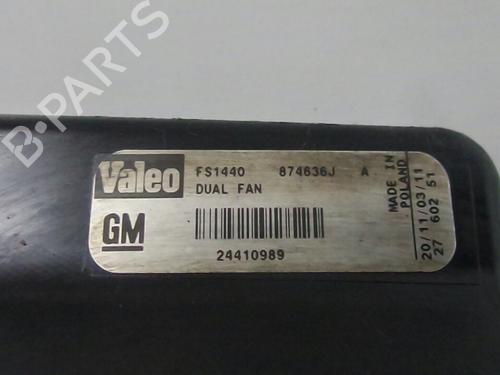 B-PARTS
Valeo FS1440 874636J A
DUAL FAN
GM
24410989
MADE IN
POLAND
20/11/03/11
27 602 51